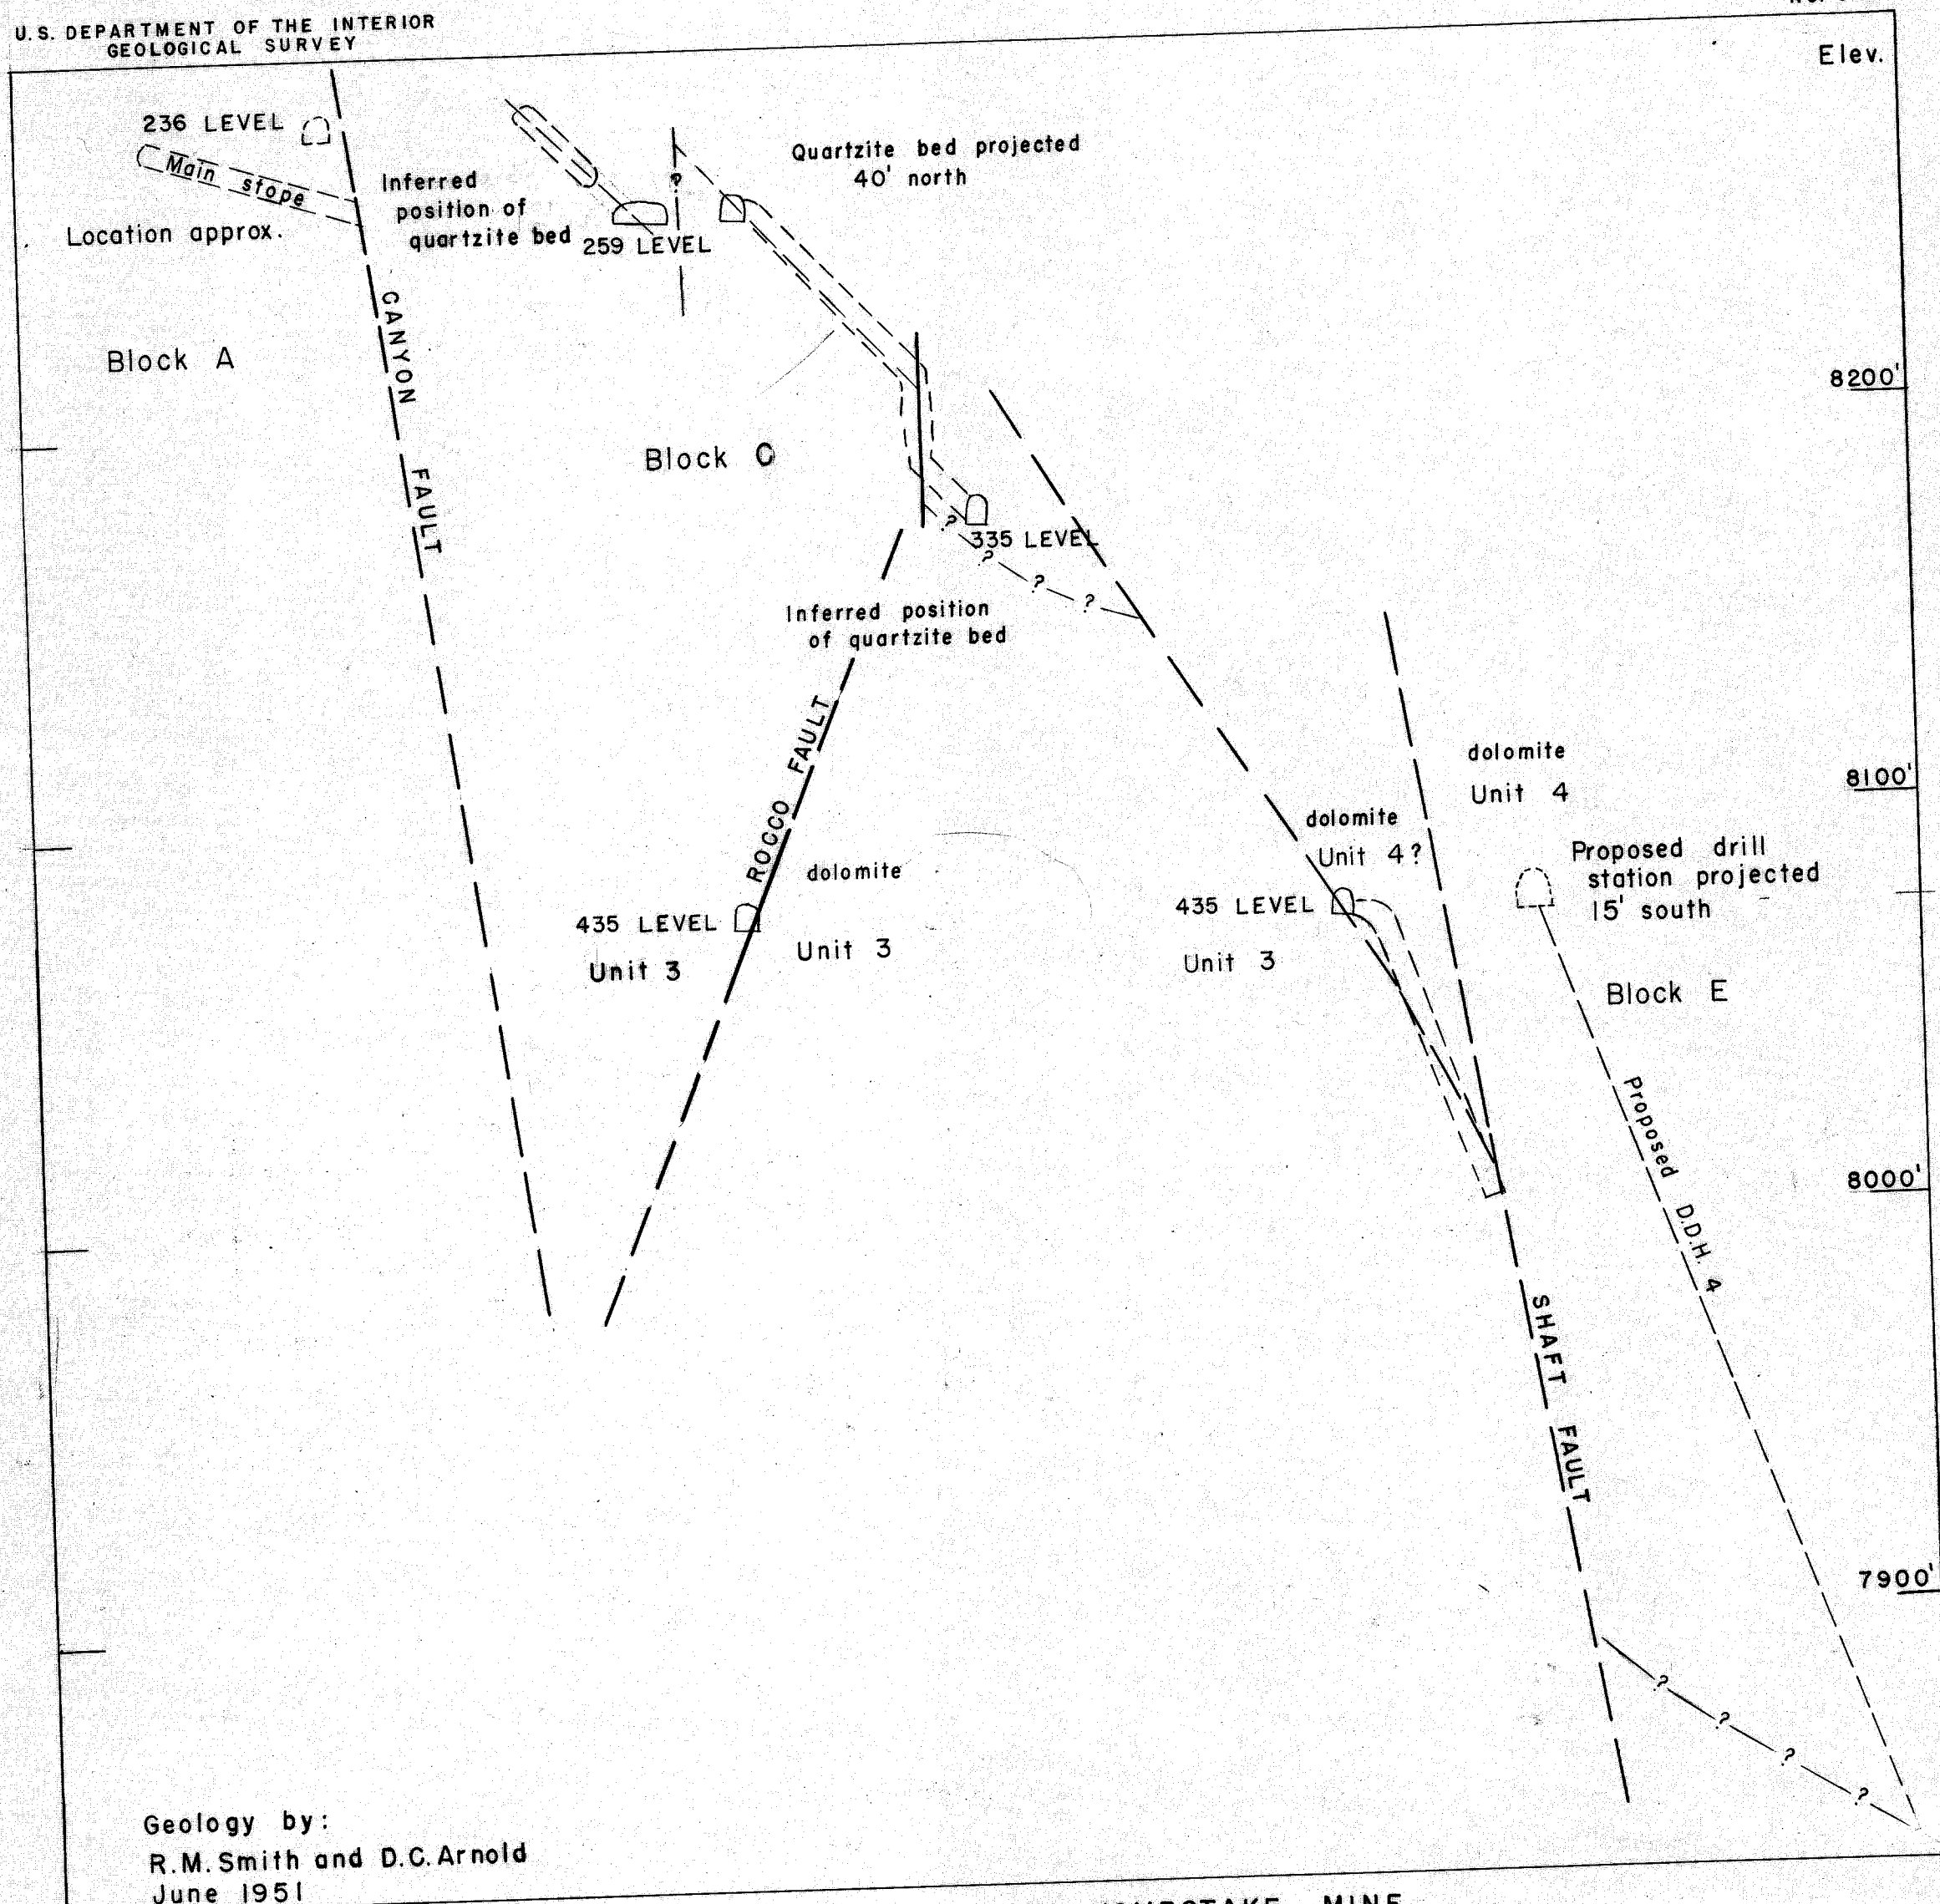 U.S. DEPARTMENT OF THE INTERIOR
GEOLOGICAL SURVEY
Elev.
236 LEVEL
Main stope
Location approx.
Inferred
position of
quartzite bed
259 LEVEL
?
Quartzite bed projected
40' north
CANYON FAULT
Block A
Block C
8200'
335 LEVEL
? ? ? ?
Inferred position
of quartzite bed
ROCCO FAULT
dolomite
Unit 4
8100'
dolomite
Unit 4?
Proposed drill
station projected
15' south
dolomite
435 LEVEL
Unit 3
Unit 3
435 LEVEL
Unit 3
Block E
Proposed D.D.H. 4
8000'
SHAFT FAULT
7900'
? ? ? ?
Geology by:
R.M. Smith and D.C. Arnold
June 1951
MINE